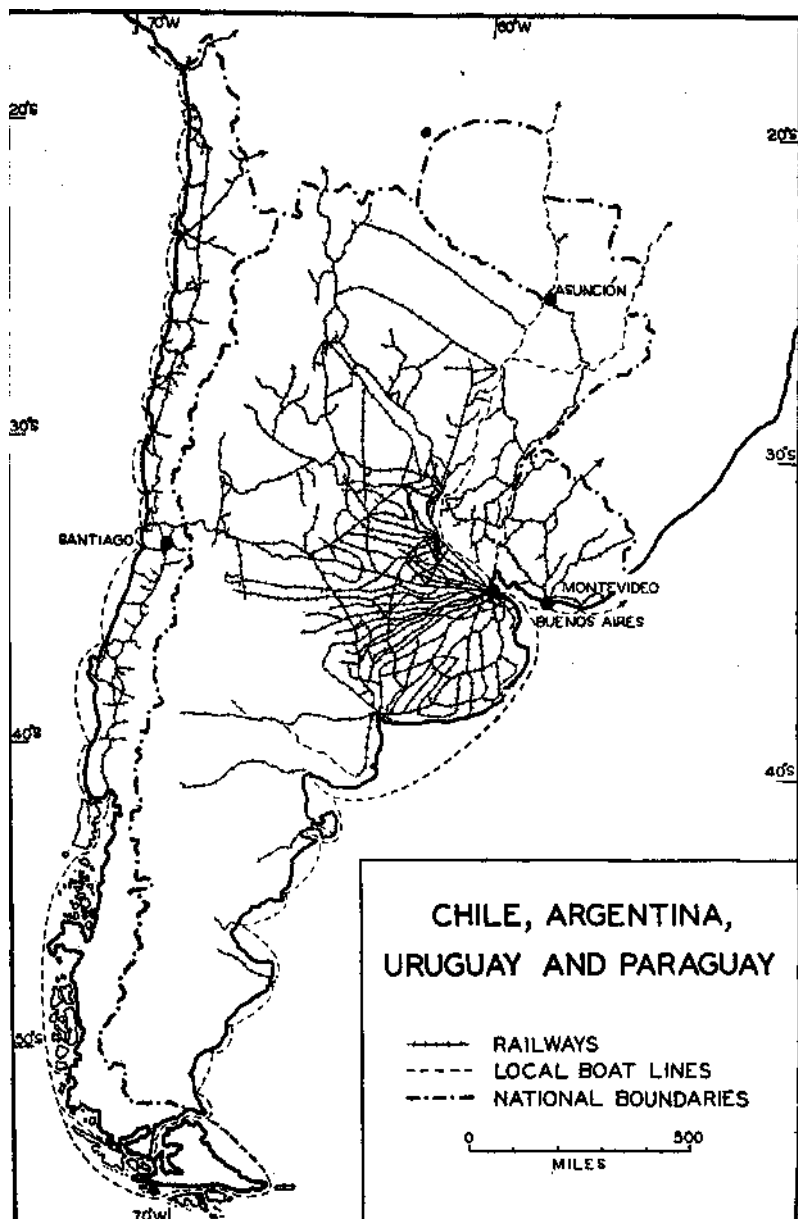 70°W
60°W
20°S
20°S
ASUNCION
30°S
30°S
SANTIAGO
MONTEVIDEO
BUENOS AIRES
40°S
40°S
CHILE, ARGENTINA,
URUGUAY AND PARAGUAY
50°S
RAILWAYS
LOCAL BOAT LINES
NATIONAL BOUNDARIES
0 500
MILES
70°W